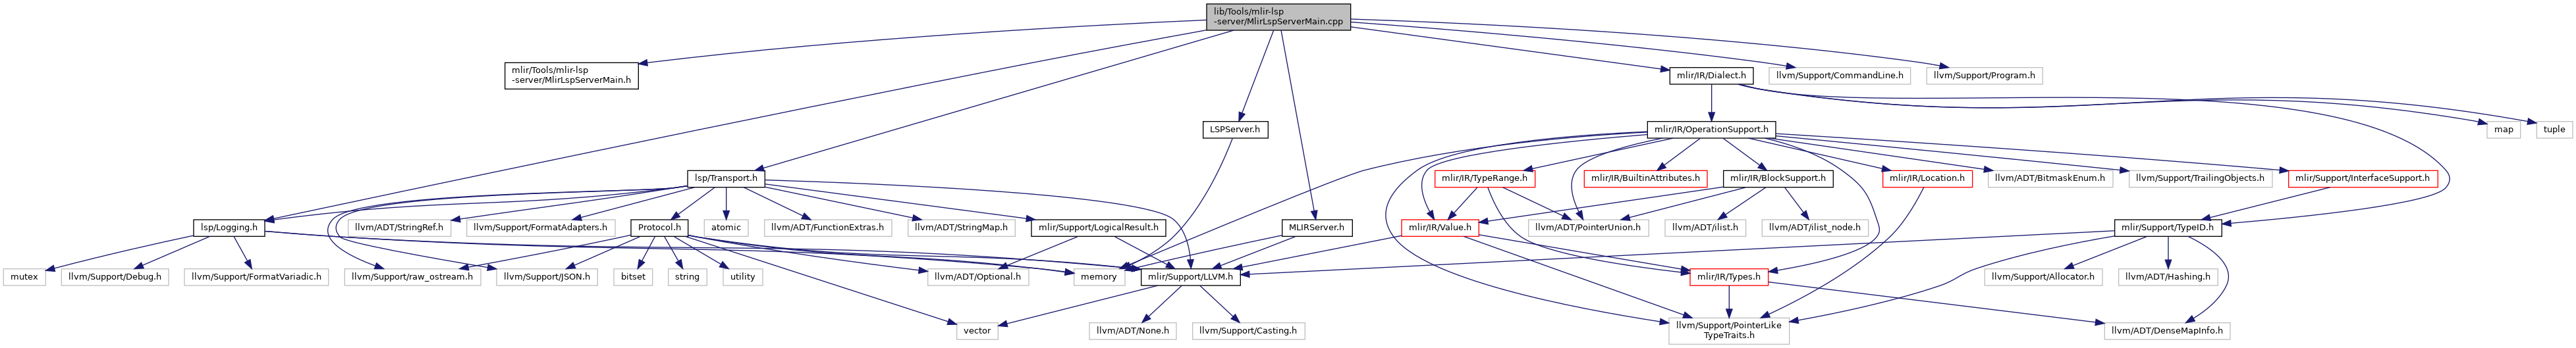 lib/Tools/mlir-lsp
-server/MlirLspServerMain.cpp
mlir/Tools/mlir-lsp
-server/MlirLspServerMain.h
mlir/IR/Dialect.h
llvm/Support/CommandLine.h
llvm/Support/Program.h
LSPServer.h
mlir/IR/OperationSupport.h
map
tuple
lsp/Transport.h
mlir/IR/TypeRange.h
mlir/IR/BuiltinAttributes.h
mlir/IR/BlockSupport.h
mlir/IR/Location.h
llvm/ADT/BitmaskEnum.h
llvm/Support/TrailingObjects.h
mlir/Support/InterfaceSupport.h
lsp/Logging.h
llvm/ADT/StringRef.h
llvm/Support/FormatAdapters.h
Protocol.h
atomic
llvm/ADT/FunctionExtras.h
llvm/ADT/StringMap.h
mlir/Support/LogicalResult.h
MLIRServer.h
mlir/IR/Value.h
llvm/ADT/PointerUnion.h
llvm/ADT/ilist.h
llvm/ADT/ilist_node.h
mlir/Support/TypeID.h
mutex
llvm/Support/Debug.h
llvm/Support/FormatVariadic.h
llvm/Support/raw_ostream.h
llvm/Support/JSON.h
bitset
string
utility
llvm/ADT/Optional.h
memory
mlir/Support/LLVM.h
mlir/IR/Types.h
llvm/Support/Allocator.h
llvm/ADT/Hashing.h
vector
llvm/ADT/None.h
llvm/Support/Casting.h
llvm/Support/PointerLike
TypeTraits.h
llvm/ADT/DenseMapInfo.h